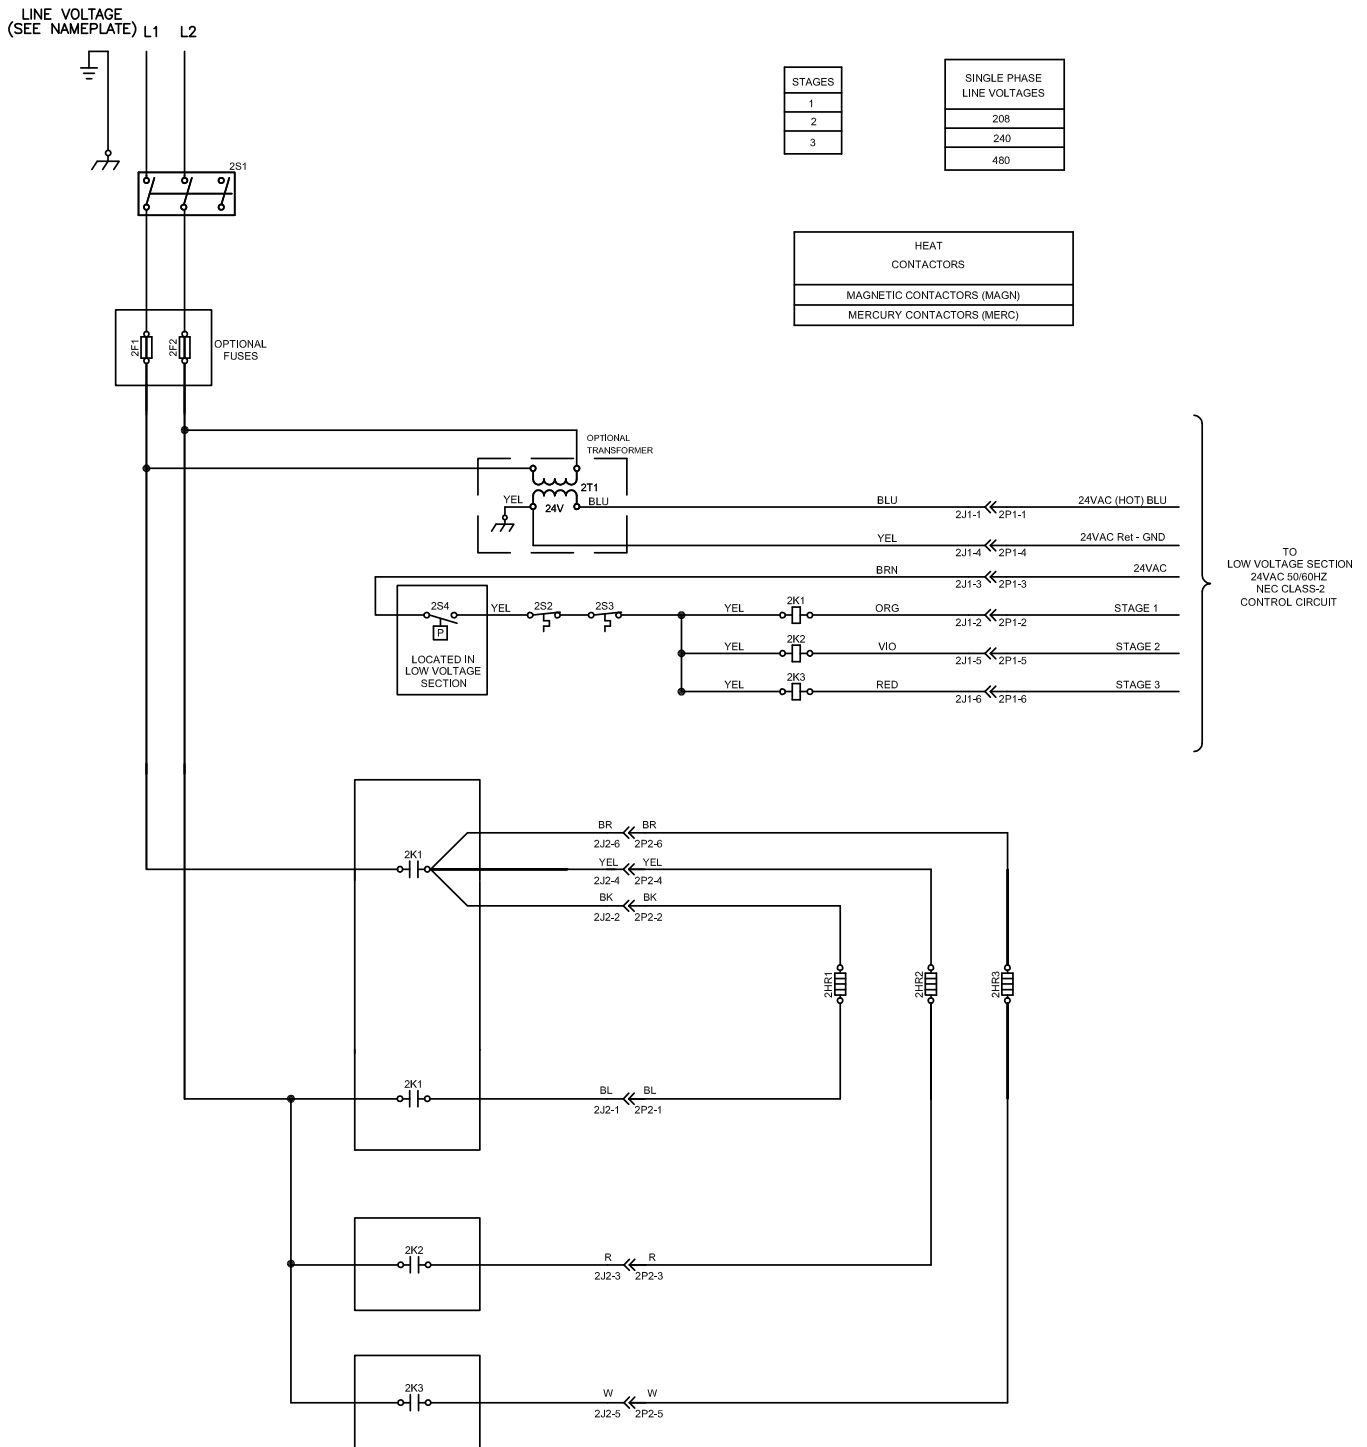 LINE VOLTAGE
(SEE NAMEPLATE) L1 L2
STAGES
1
2
3
SINGLE PHASE
LINE VOLTAGES
208
240
480
2S1
HEAT
CONTACTORS
MAGNETIC CONTACTORS (MAGN)
MERCURY CONTACTORS (MERC)
2F1
2F2
OPTIONAL
FUSES
OPTIONAL
TRANSFORMER
2T1
YEL
24V
BLU
BLU
2J1-1 2P1-1
24VAC (HOT) BLU
YEL
2J1-4 2P1-4
24VAC Ret - GND
BRN
2J1-3 2P1-3
24VAC
2S4
P
LOCATED IN
LOW VOLTAGE
SECTION
YEL
2S2
2S3
YEL
2K1
ORG
2J1-2 2P1-2
STAGE 1
YEL
2K2
VIO
2J1-5 2P1-5
STAGE 2
YEL
2K3
RED
2J1-6 2P1-6
STAGE 3
TO
LOW VOLTAGE SECTION
24VAC 50/60HZ
NEC CLASS-2
CONTROL CIRCUIT
2K1
BR BR
2J2-6 2P2-6
YEL YEL
2J2-4 2P2-4
BK BK
2J2-2 2P2-2
2HR1
2HR2
2HR3
2K1
BL BL
2J2-1 2P2-1
2K2
R R
2J2-3 2P2-3
2K3
W W
2J2-5 2P2-5